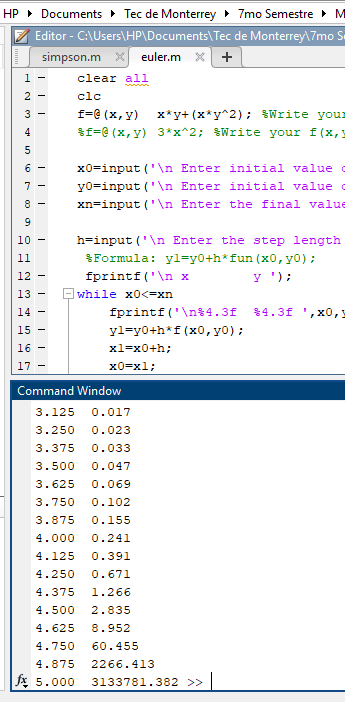 HP ▸ Documents ▸ Tec de Monterrey ▸ 7mo Semestre ▸ M
Editor - C:\Users\HP\Documents\Tec de Monterrey\7mo Se
simpson.m × euler.m × +
1 – clear all
2 – clc
3 – f=@(x,y)  x*y+(x*y^2); %Write your
4 – %f=@(x,y) 3*x^2; %Write your f(x,y
5
6 – x0=input('\n Enter initial value o
7 – y0=input('\n Enter initial value o
8 – xn=input('\n Enter the final value
9
10 – h=input('\n Enter the step length
11 %Formula: y1=y0+h*fun(x0,y0);
12 – fprintf('\n x        y ');
13 – while x0<=xn
14 – fprintf('\n%4.3f  %4.3f ',x0,y
15 – y1=y0+h*f(x0,y0);
16 – x1=x0+h;
17 – x0=x1;
Command Window
3.125  0.017
3.250  0.023
3.375  0.033
3.500  0.047
3.625  0.069
3.750  0.102
3.875  0.155
4.000  0.241
4.125  0.391
4.250  0.671
4.375  1.266
4.500  2.835
4.625  8.952
4.750  60.455
4.875  2266.413
fx 5.000  3133781.382 >>